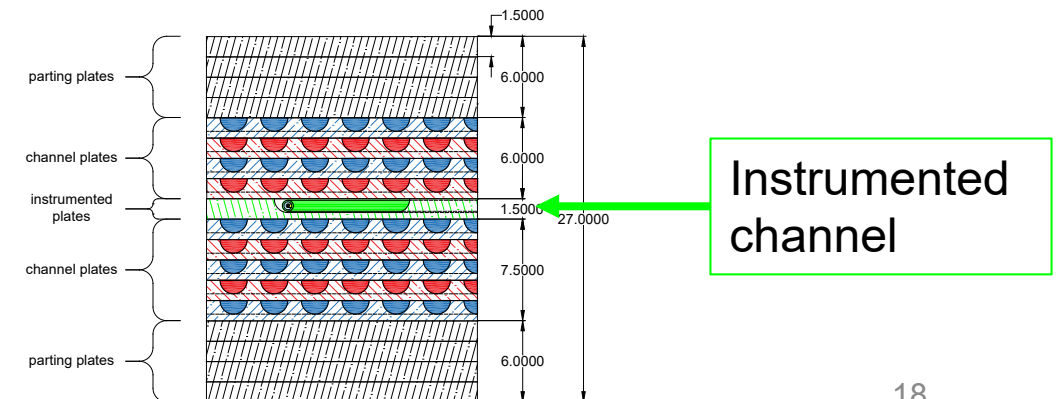 1.5000
parting plates
6.0000
channel plates
6.0000
instrumented
plates
1.5000
27.0000
Instrumented
channel
channel plates
7.5000
parting plates
6.0000
18